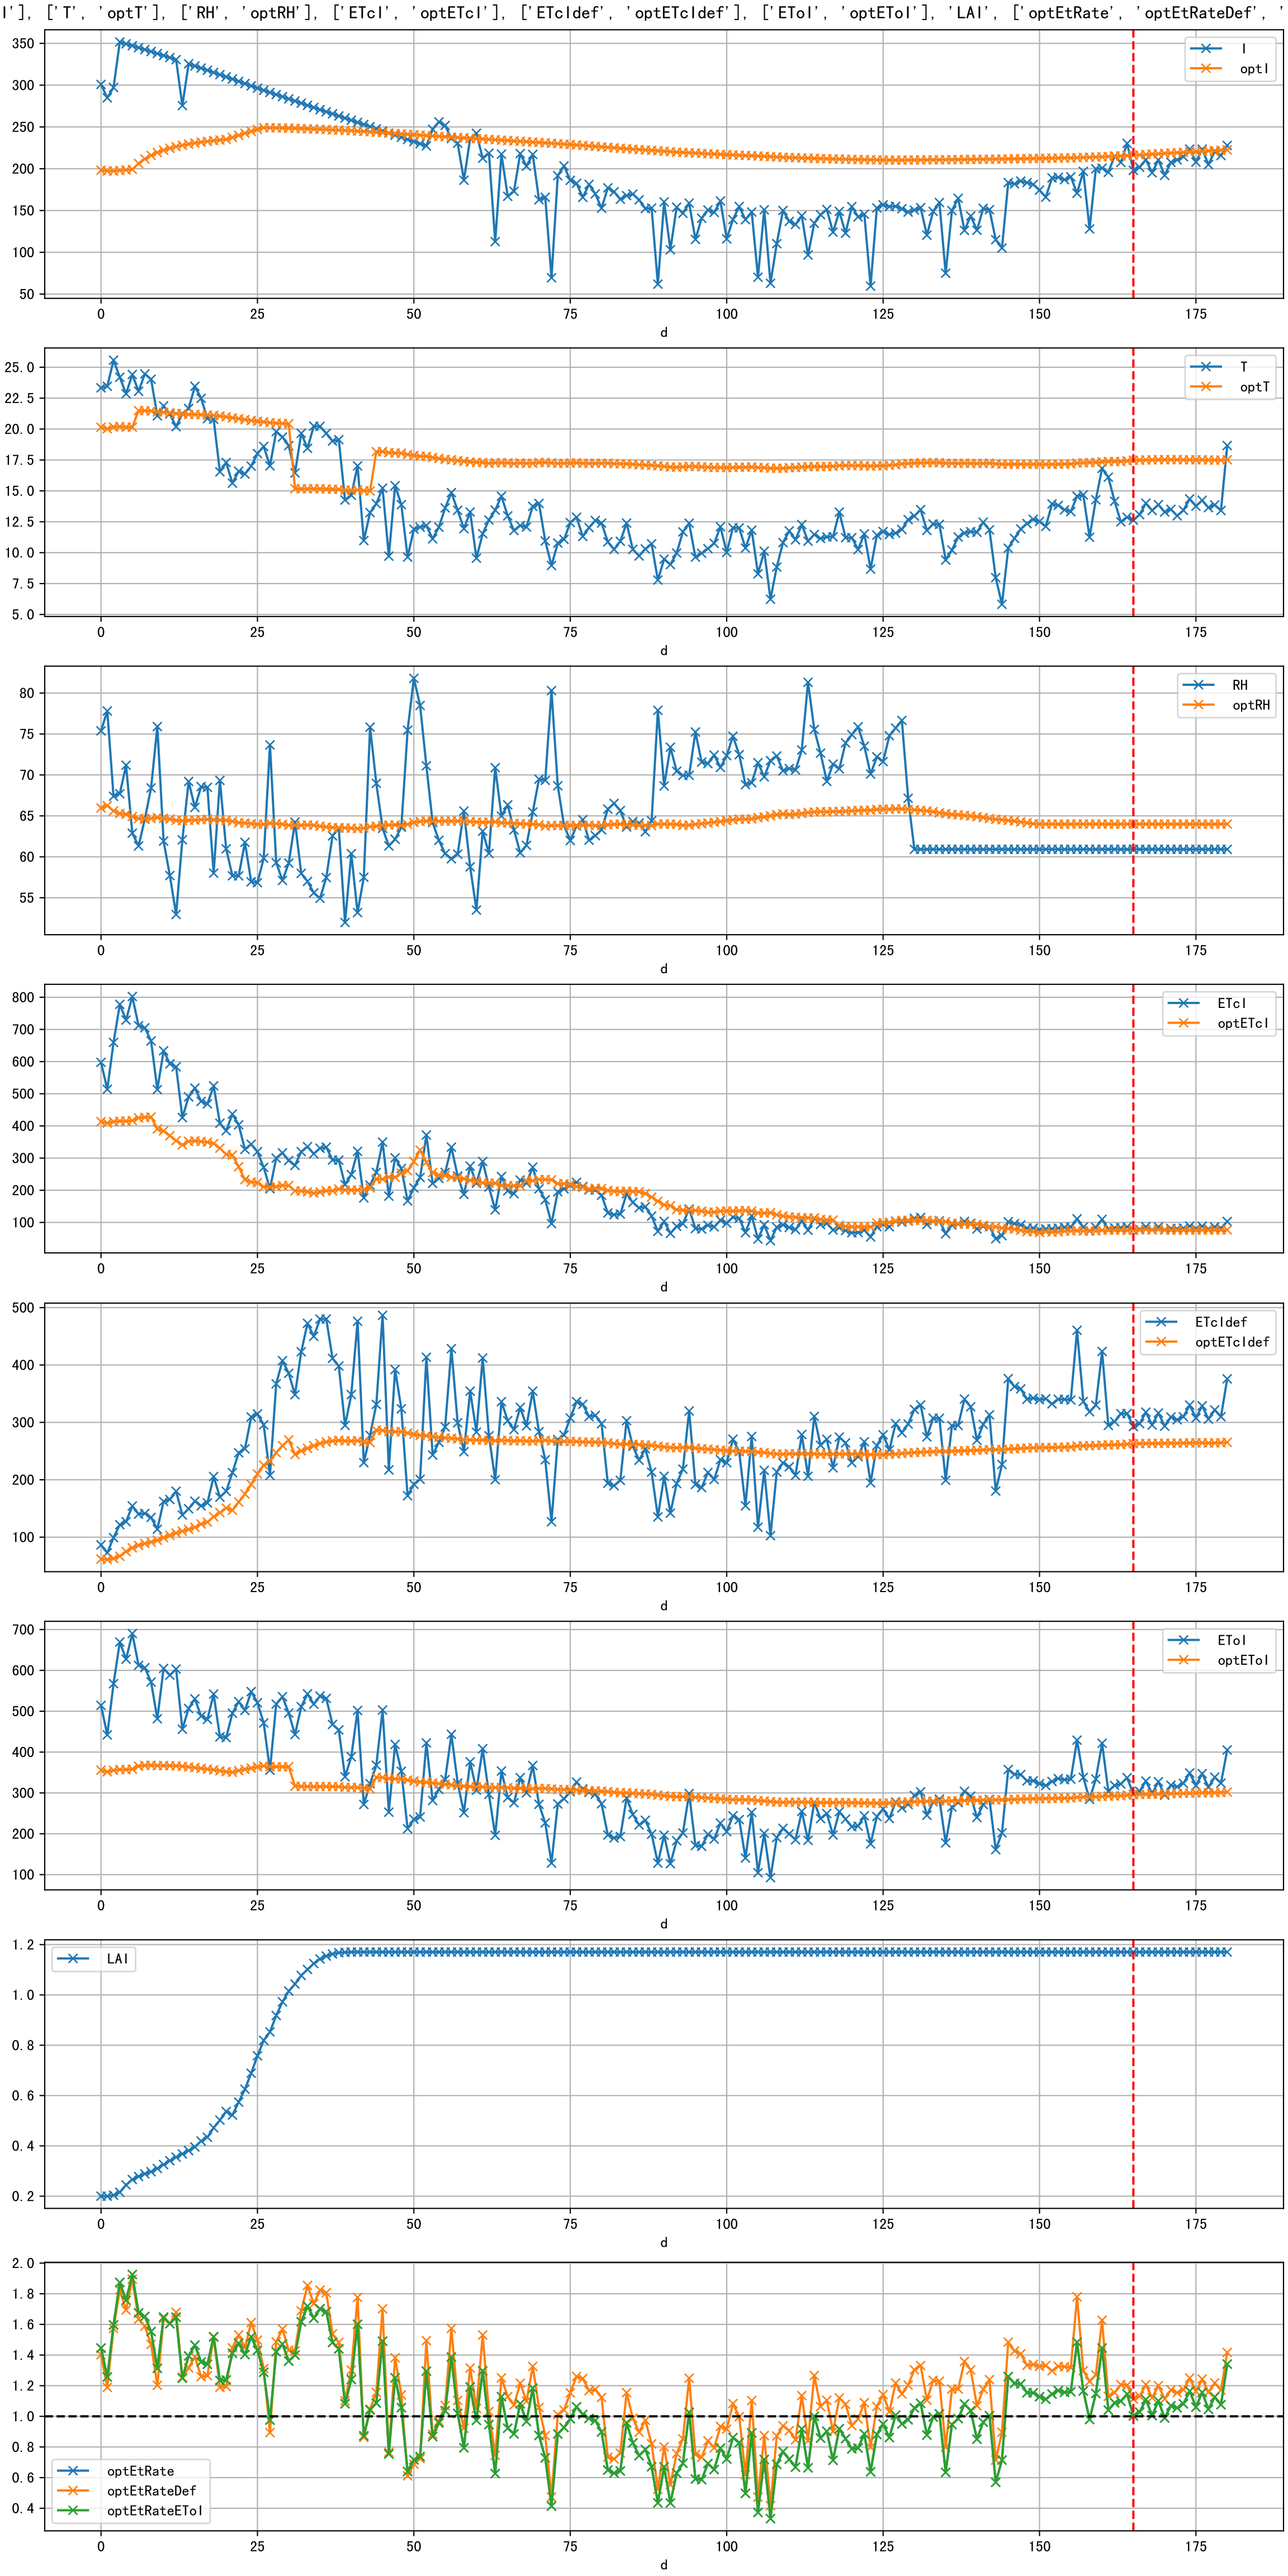 I'], ['T', 'optT'], ['RH', 'optRH'], ['ETcI', 'optETcI'], ['ETcIdef', 'optETcIdef'], ['EToI', 'optEToI'], 'LAI', ['optEtRate', 'optEtRateDef', '
350
300
250
200
150
100
50
I
optI
0 25 50 75 100 125 150 175
d
25.0
22.5
20.0
17.5
15.0
12.5
10.0
7.5
5.0
T
optT
0 25 50 75 100 125 150 175
d
80
75
70
65
60
55
RH
optRH
0 25 50 75 100 125 150 175
d
800
700
600
500
400
300
200
100
ETcI
optETcI
0 25 50 75 100 125 150 175
d
500
400
300
200
100
ETcIdef
optETcIdef
0 25 50 75 100 125 150 175
d
700
600
500
400
300
200
100
EToI
optEToI
0 25 50 75 100 125 150 175
d
1.2
1.0
0.8
0.6
0.4
0.2
LAI
0 25 50 75 100 125 150 175
d
2.0
1.8
1.6
1.4
1.2
1.0
0.8
0.6
0.4
optEtRate
optEtRateDef
optEtRateEToI
0 25 50 75 100 125 150 175
d